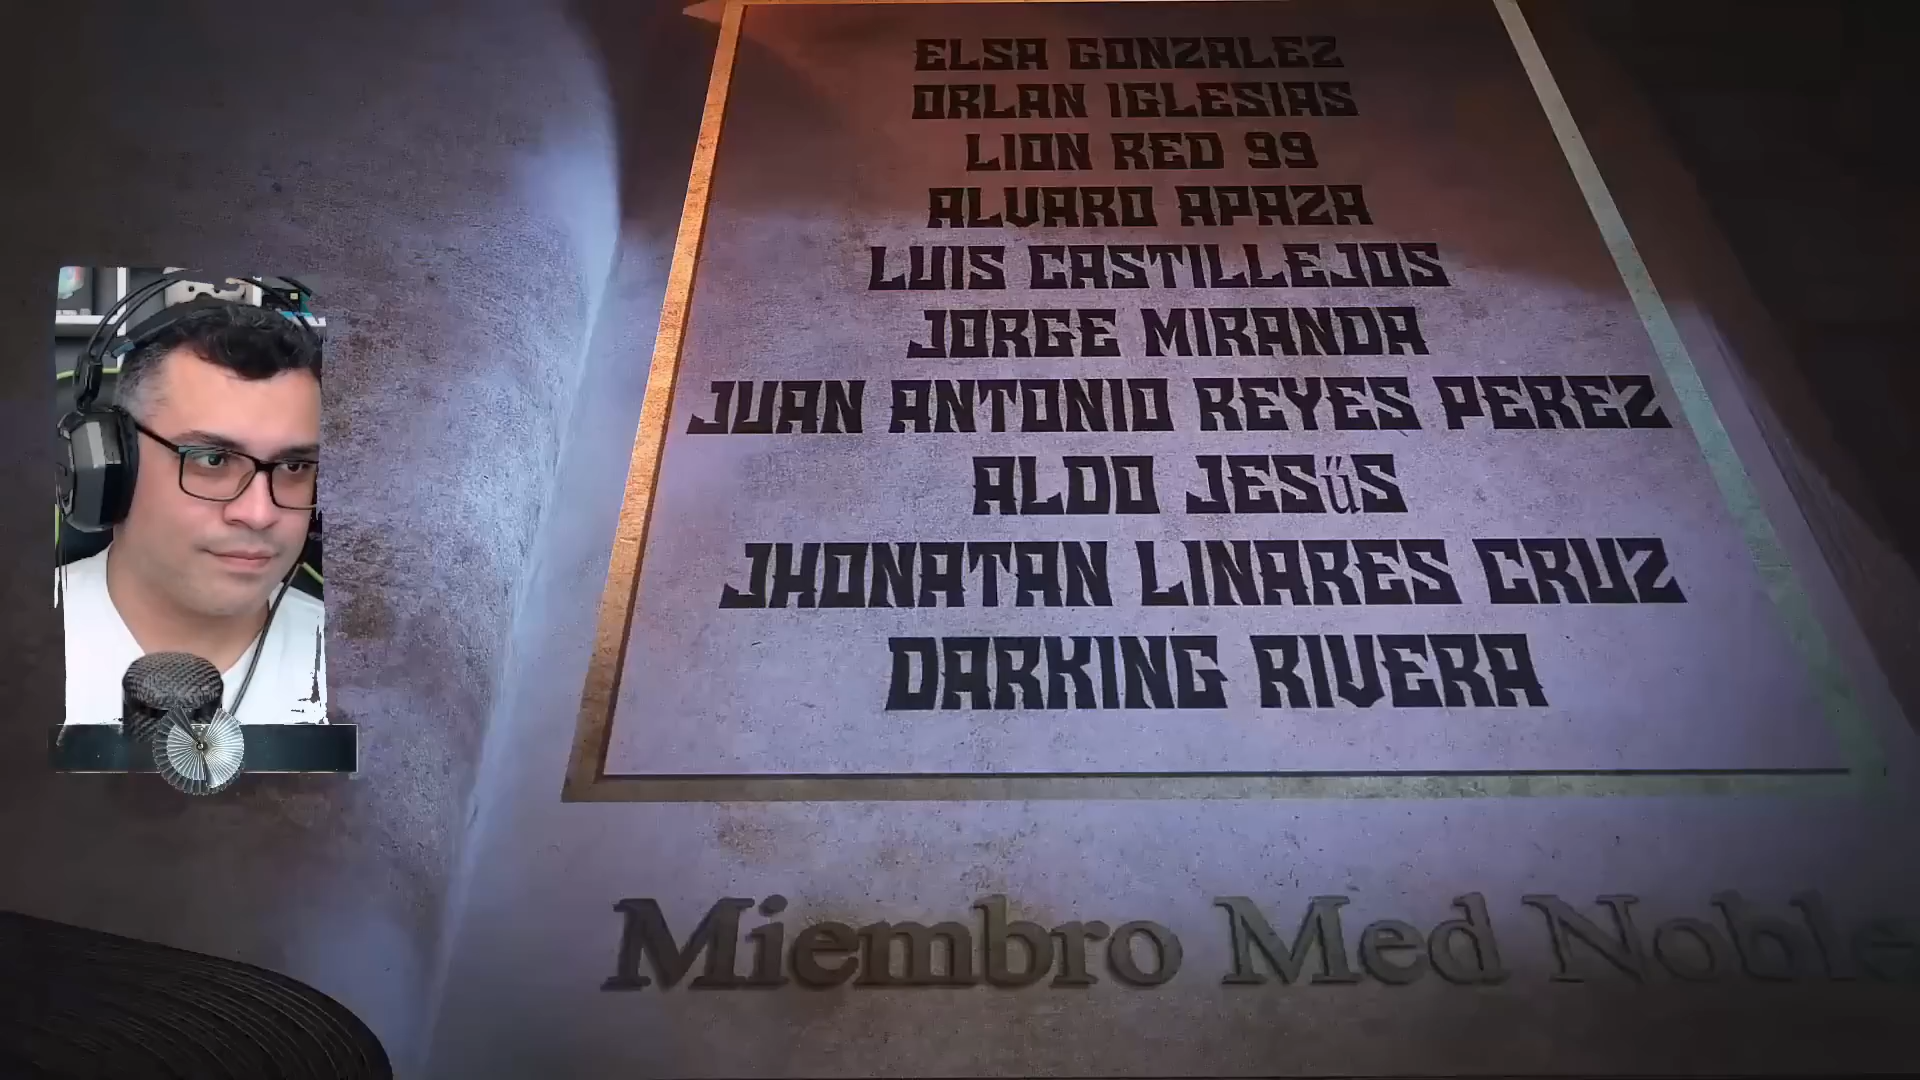 ELSA GONZALEZ
ORLAN IGLESIAS
LION RED 99
ALVARO APAZA
LUIS CASTILLEJOS
JORGE MIRANDA
JUAN ANTONIO REYES PEREZ
ALDO JESűS
JHONATAN LINARES CRUZ
DARKING RIVERA
Miembro Med Noble